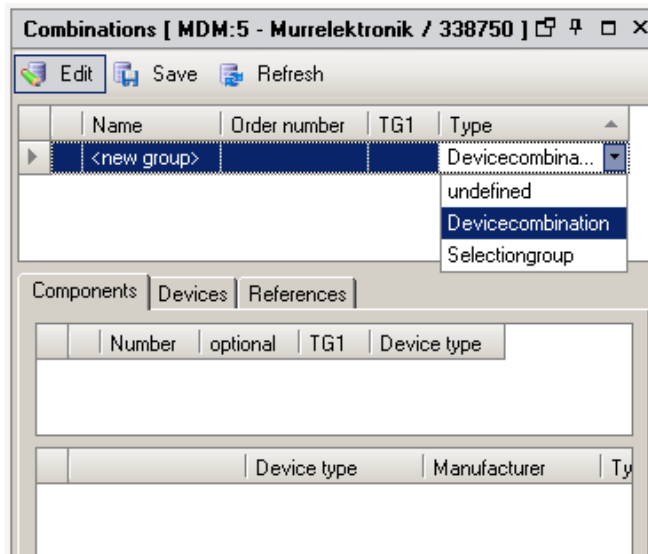 Combinations [ MDM:5 - Murrelektronik / 338750 ]
Edit Save Refresh
Name Order number TG1 Type
<new group> Devicecombina...
undefined
Devicecombination
Selectiongroup
Components Devices References
Number optional TG1 Device type
Device type Manufacturer Ty